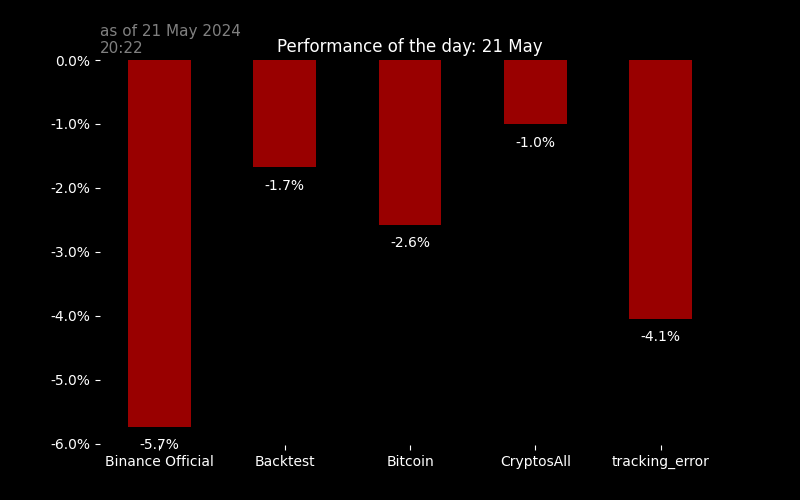 as of 21 May 2024
20:22
Performance of the day: 21 May
0.0%
-1.0%
-2.0%
-3.0%
-4.0%
-5.0%
-6.0%
-5.7%
-1.7%
-2.6%
-1.0%
-4.1%
Binance Official
Backtest
Bitcoin
CryptosAll
tracking_error